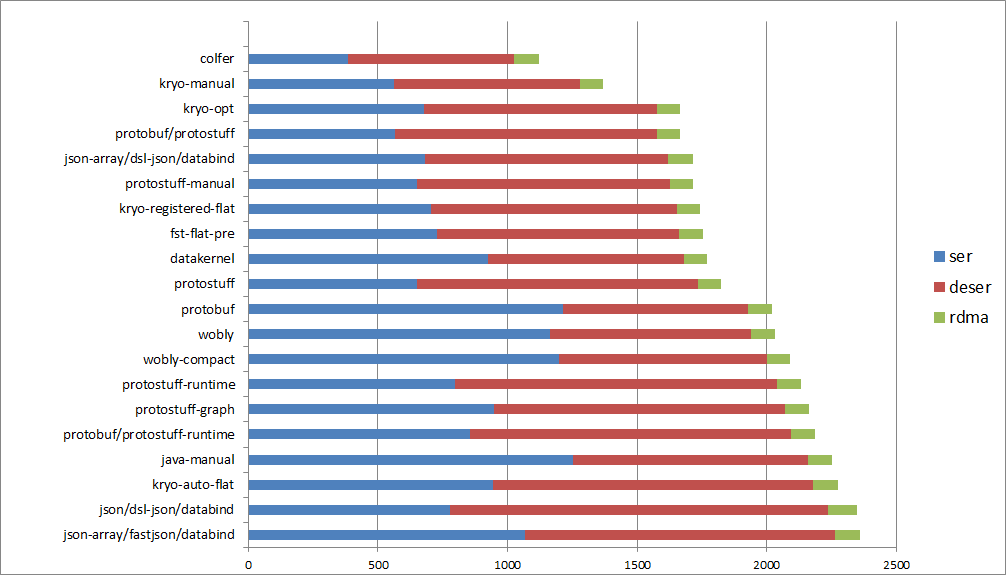 colfer
kryo-manual
kryo-opt
protobuf/protostuff
json-array/dsl-json/databind
protostuff-manual
kryo-registered-flat
fst-flat-pre
datakernel
protostuff
protobuf
wobly
wobly-compact
protostuff-runtime
protostuff-graph
protobuf/protostuff-runtime
java-manual
kryo-auto-flat
json/dsl-json/databind
json-array/fastjson/databind
0 500 1000 1500 2000 2500
ser
deser
rdma